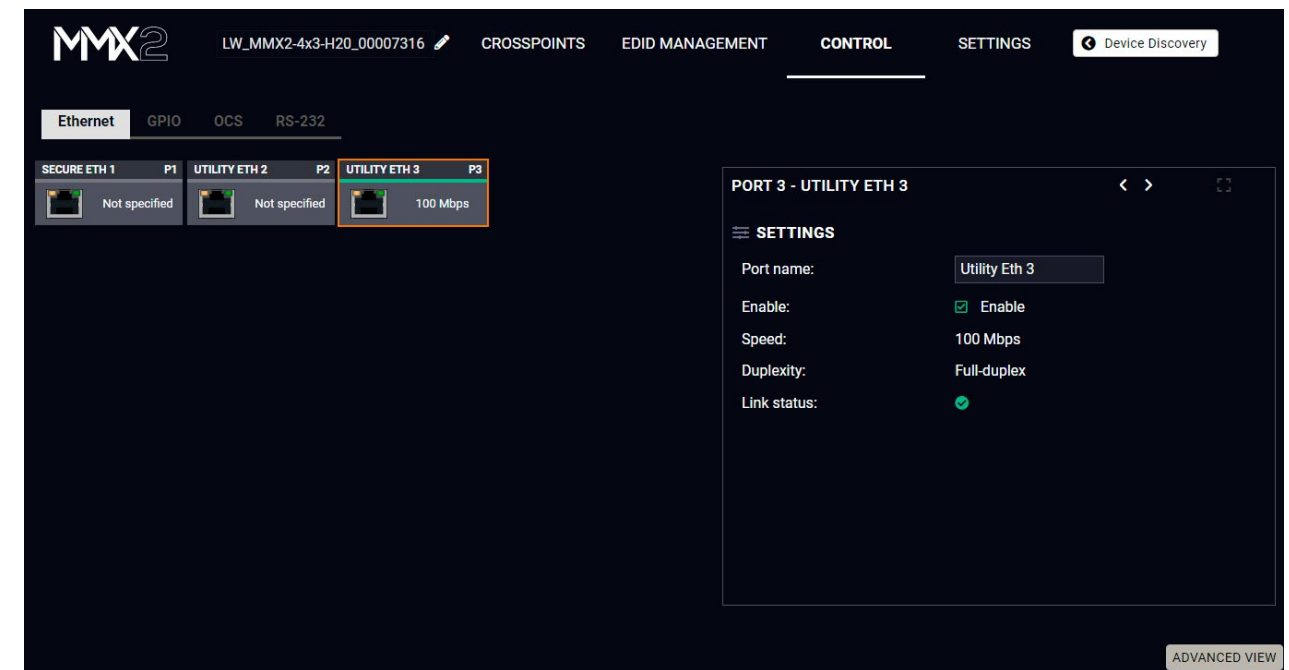 MMX2 LW_MMX2-4x3-H20_00007316 CROSSPOINTS EDID MANAGEMENT CONTROL SETTINGS Device Discovery
Ethernet GPIO OCS RS-232
SECURE ETH 1 P1 UTILITY ETH 2 P2 UTILITY ETH 3 P3
Not specified Not specified 100 Mbps
PORT 3 - UTILITY ETH 3
SETTINGS
Port name: Utility Eth 3
Enable: Enable
Speed: 100 Mbps
Duplexity: Full-duplex
Link status:
ADVANCED VIEW